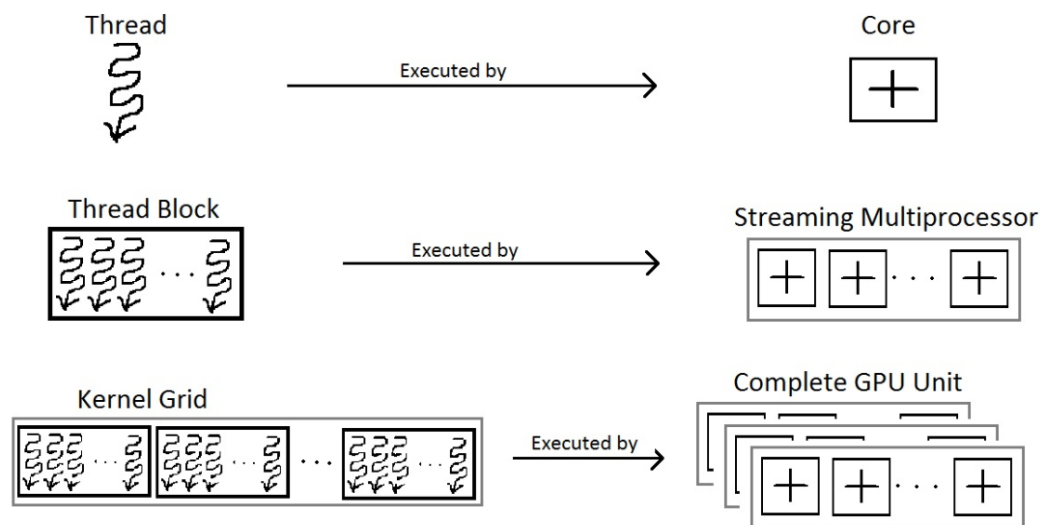 Thread
Executed by
Core
Thread Block
Executed by
Streaming Multiprocessor
Kernel Grid
Executed by
Complete GPU Unit